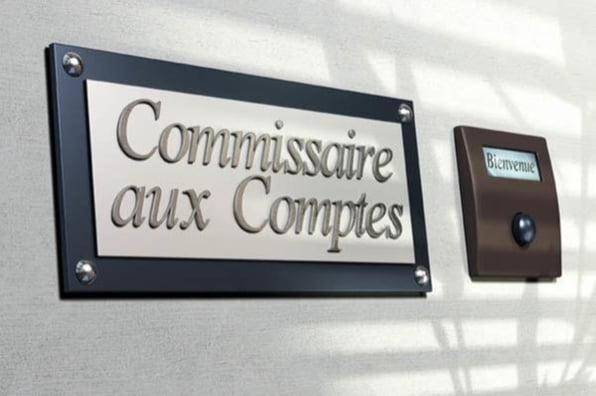 Commissaire
aux Comptes
Bienvenue